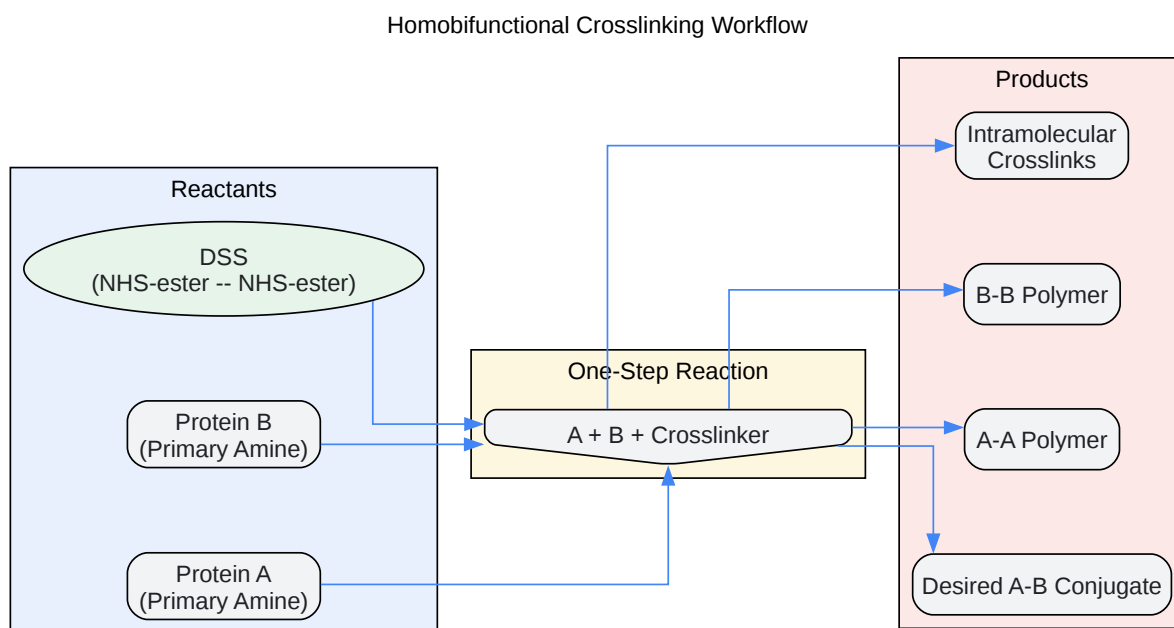 Homobifunctional Crosslinking Workflow
Reactants
DSS
(NHS-ester -- NHS-ester)
Protein B
(Primary Amine)
Protein A
(Primary Amine)
One-Step Reaction
A + B + Crosslinker
Products
Intramolecular
Crosslinks
B-B Polymer
A-A Polymer
Desired A-B Conjugate